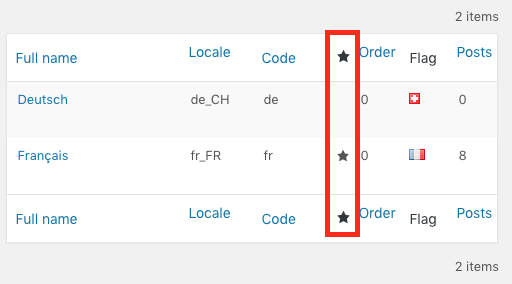 2 items
Full name Locale Code Order Flag Posts
Deutsch de_CH de 0 0
Français fr_FR fr 0 8
Full name Locale Code Order Flag Posts
2 items